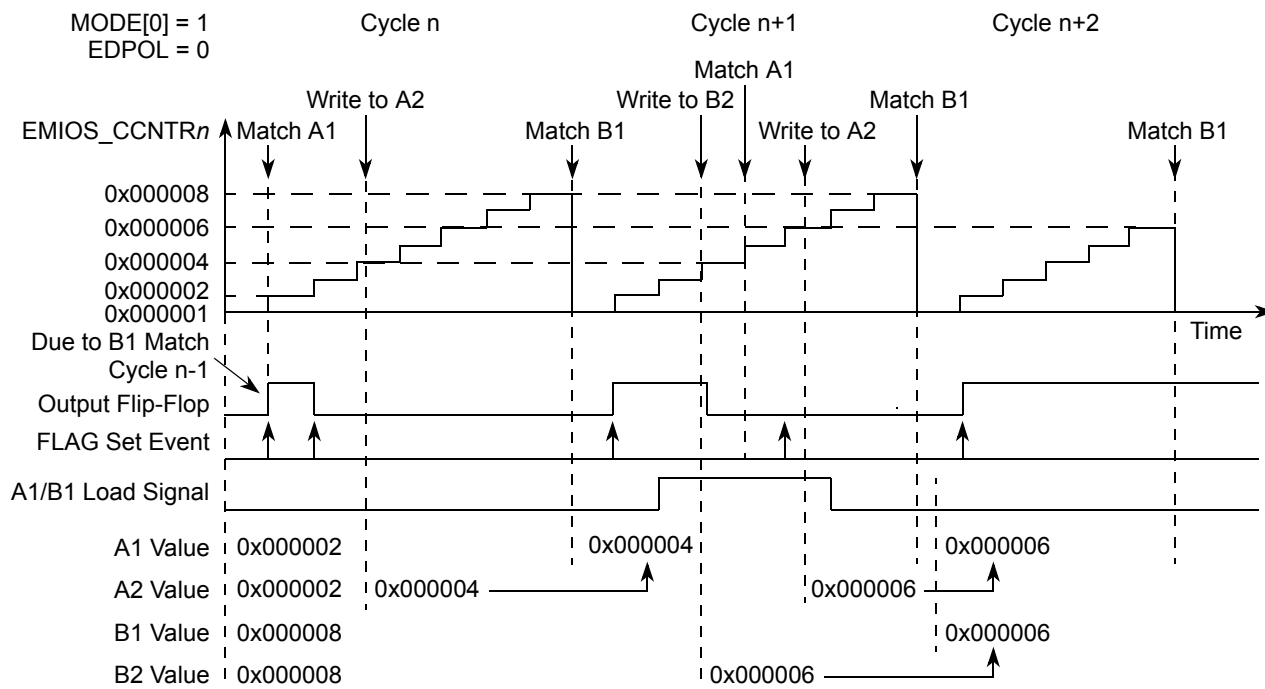 MODE[0] = 1 Cycle n Cycle n+1 Cycle n+2
EDPOL = 0
Match A1
Write to A2 Write to B2 Match B1
EMIOS_CCNTRn Match A1 Match B1 Write to A2 Match B1
0x000008
0x000006
0x000004
0x000002
0x000001
Time
Due to B1 Match
Cycle n-1
Output Flip-Flop
FLAG Set Event
A1/B1 Load Signal
A1 Value 0x000002 0x000004 0x000006
A2 Value 0x000002 0x000004 0x000006
B1 Value 0x000008 0x000006
B2 Value 0x000008 0x000006